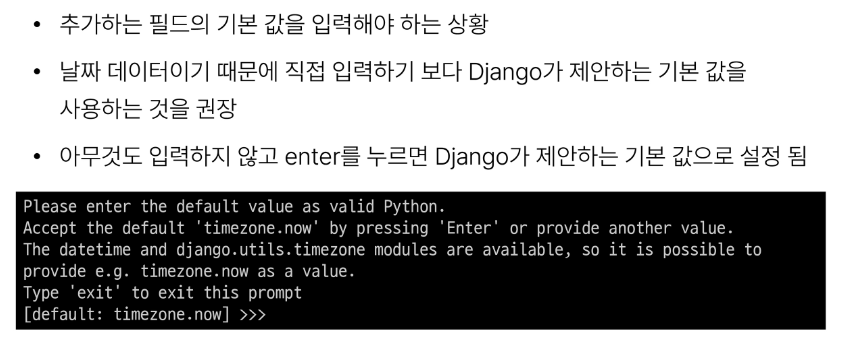 • 추가하는 필드의 기본 값을 입력해야 하는 상황
• 날짜 데이터이기 때문에 직접 입력하기 보다 Django가 제안하는 기본 값을
사용하는 것을 권장
• 아무것도 입력하지 않고 enter를 누르면 Django가 제안하는 기본 값으로 설정 됨
Please enter the default value as valid Python.
Accept the default 'timezone.now' by pressing 'Enter' or provide another value.
The datetime and django.utils.timezone modules are available, so it is possible to
provide e.g. timezone.now as a value.
Type 'exit' to exit this prompt
[default: timezone.now] >>>